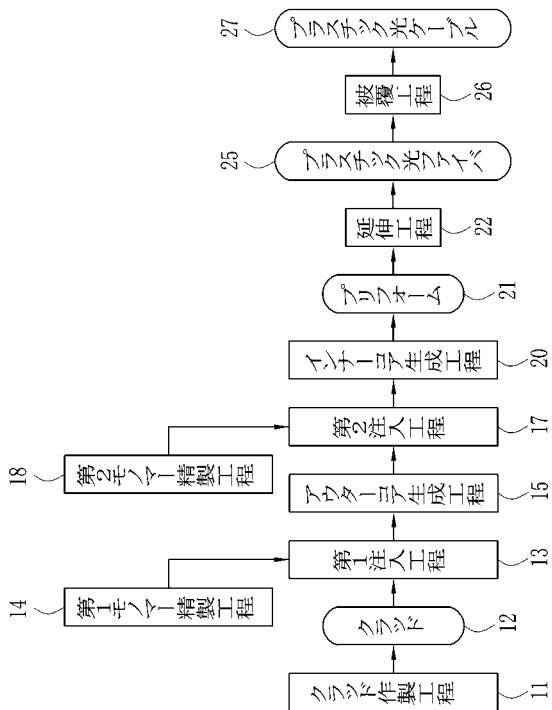 クラッド作製工程
11
クラッド
12
第1モノマー精製工程
14
第1注入工程
13
アウターコア生成工程
15
第2モノマー精製工程
18
第2注入工程
17
インナーコア生成工程
20
プリフォーム
21
延伸工程
22
プラスチック光ファイバ
25
被覆工程
26
プラスチック光ケーブル
27